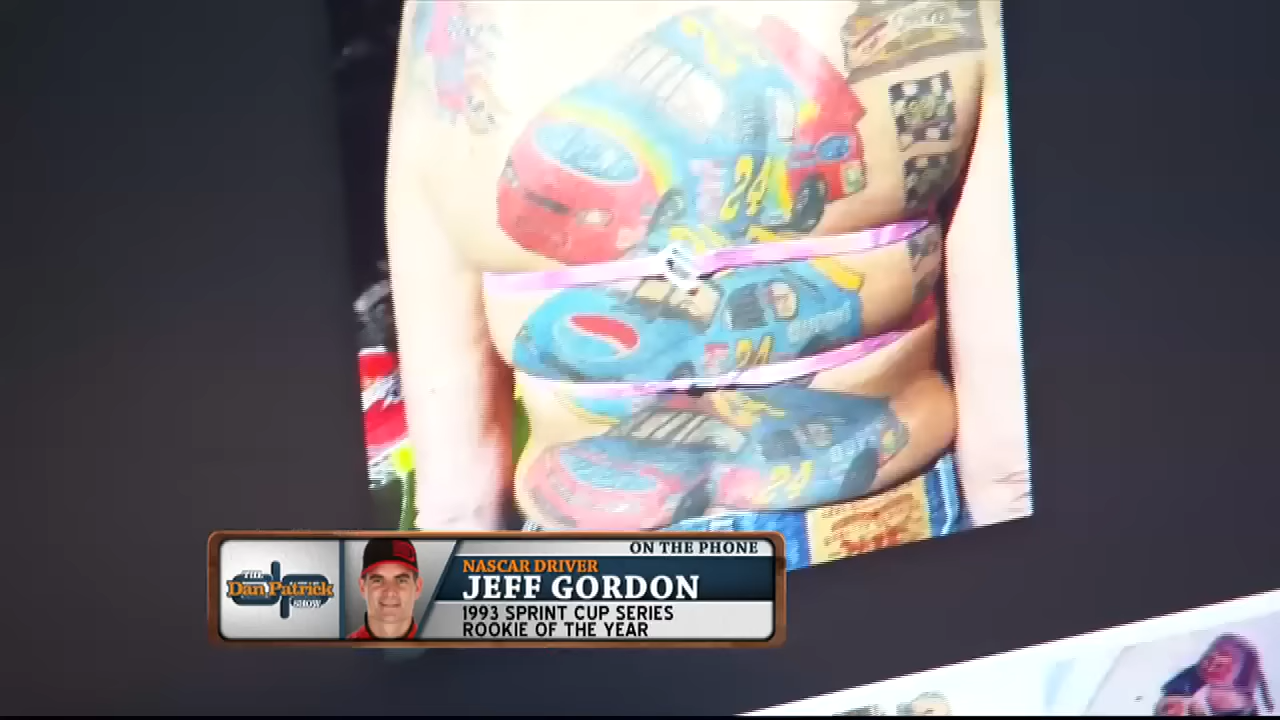 24
24
24
ON THE PHONE
THE
Dan Patrick
SHOW
NASCAR DRIVER
JEFF GORDON
1993 SPRINT CUP SERIES
ROOKIE OF THE YEAR